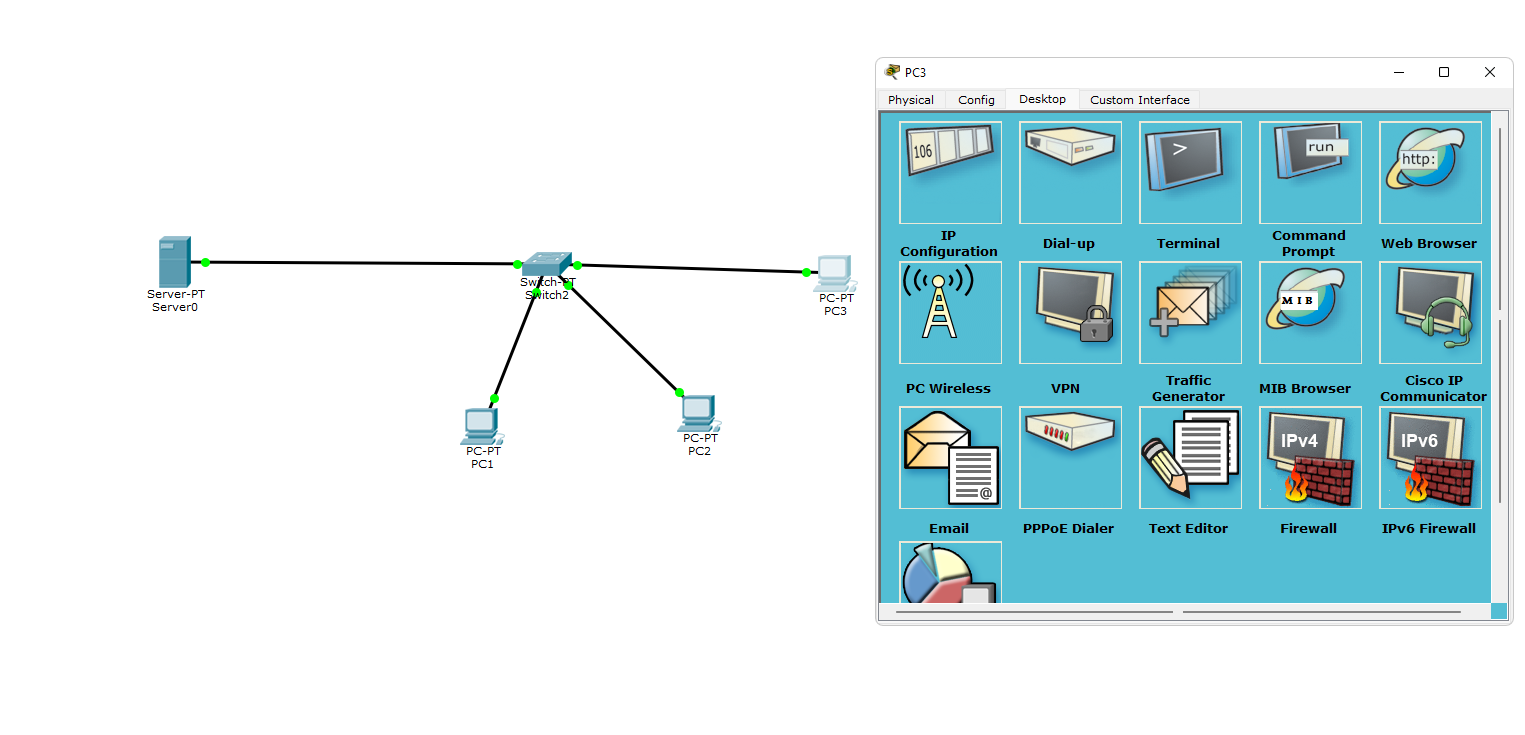 PC3
Physical
Config
Desktop
Custom Interface
106
>
run
http:
IP
Configuration
Dial-up
Terminal
Command
Prompt
Web Browser
MIB
PC Wireless
VPN
Traffic
Generator
MIB Browser
Cisco IP
Communicator
@
IPv4
IPv6
Email
PPPoE Dialer
Text Editor
Firewall
IPv6 Firewall
Server-PT
Server0
Switch-PT
Switch2
PC-PT
PC3
PC-PT
PC1
PC-PT
PC2